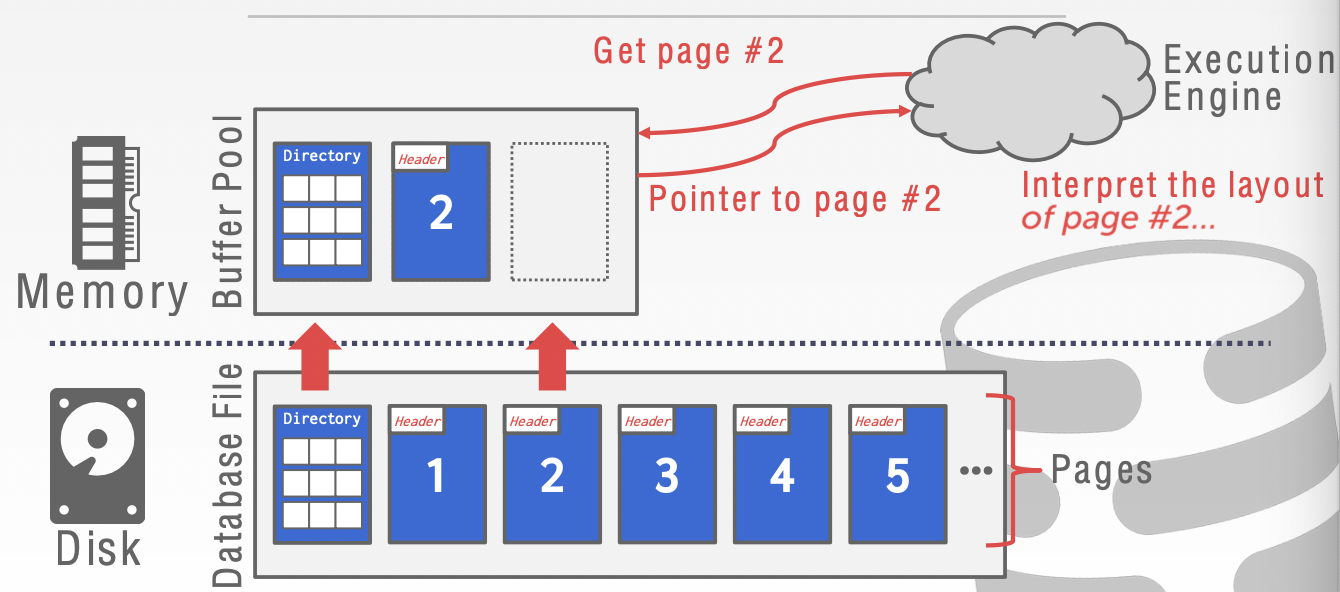 Get page #2
Execution
Engine
Buffer Pool
Directory
Header
2
Pointer to page #2
Interpret the layout
of page #2...
Memory
Database File
Directory
Header
1
Header
2
Header
3
Header
4
Header
5
...
Pages
Disk